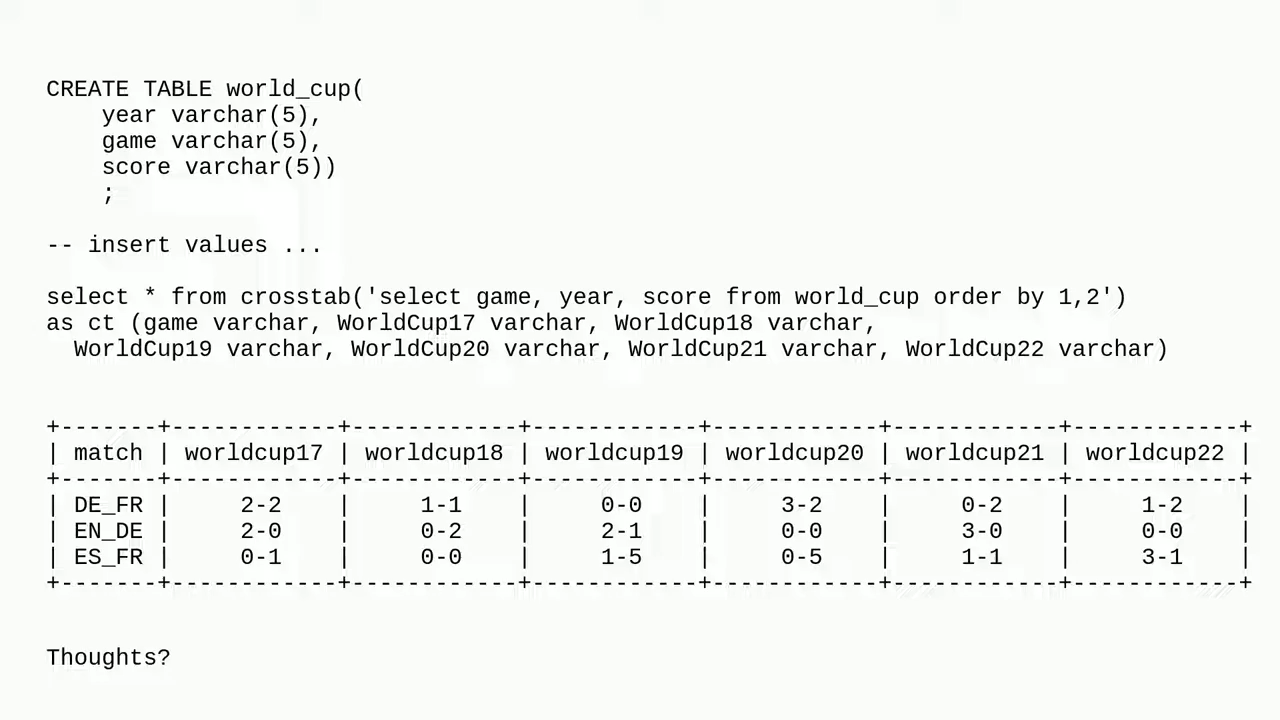 CREATE TABLE world_cup(
    year varchar(5),
    game varchar(5),
    score varchar(5))
    ;
-- insert values ...
select * from crosstab('select game, year, score from world_cup order by 1,2')
as ct (game varchar, WorldCup17 varchar, WorldCup18 varchar,
  WorldCup19 varchar, WorldCup20 varchar, WorldCup21 varchar, WorldCup22 varchar)
+-------+------------+------------+------------+------------+------------+------------+
| match | worldcup17 | worldcup18 | worldcup19 | worldcup20 | worldcup21 | worldcup22 |
+-------+------------+------------+------------+------------+------------+------------+
| DE_FR |     2-2    |     1-1    |     0-0    |     3-2    |     0-2    |     1-2    |
| EN_DE |     2-0    |     0-2    |     2-1    |     0-0    |     3-0    |     0-0    |
| ES_FR |     0-1    |     0-0    |     1-5    |     0-5    |     1-1    |     3-1    |
+-------+------------+------------+------------+------------+------------+------------+
Thoughts?